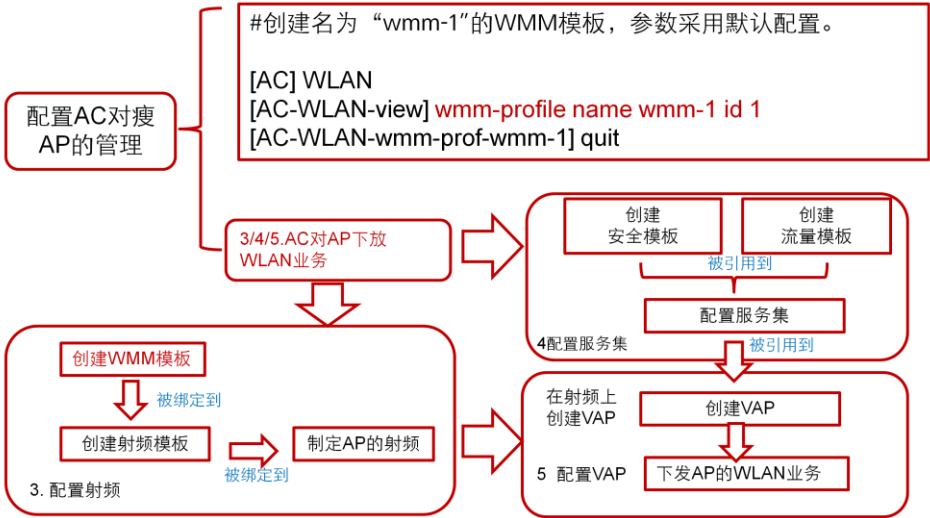 #创建名为“wmm-1”的WMM模板，参数采用默认配置。
[AC] WLAN
[AC-WLAN-view] wmm-profile name wmm-1 id 1
[AC-WLAN-wmm-prof-wmm-1] quit
配置AC对瘦
AP的管理
3/4/5.AC对AP下放
WLAN业务
创建
安全模板
创建
流量模板
被引用到
配置服务集
4配置服务集
被引用到
创建WMM模板
被绑定到
创建射频模板
被绑定到
制定AP的射频
3. 配置射频
在射频上
创建VAP
创建VAP
5 配置VAP
下发AP的WLAN业务